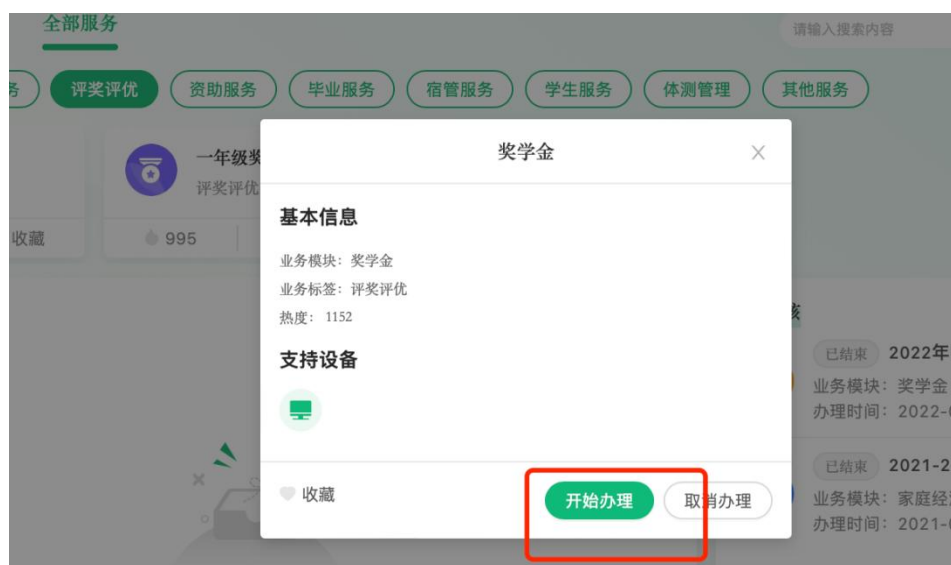 全部服务
请输入搜索内容
务
评奖评优
资助服务
毕业服务
宿管服务
学生服务
体测管理
其他服务
一年级奖
评奖评优
收藏
995
奖学金
基本信息
业务模块：奖学金
业务标签：评奖评优
热度： 1152
支持设备
收藏
开始办理
取消办理
已结束 2022年
业务模块：奖学金
办理时间：2022-
已结束 2021-2
业务模块：家庭经
办理时间：2021-